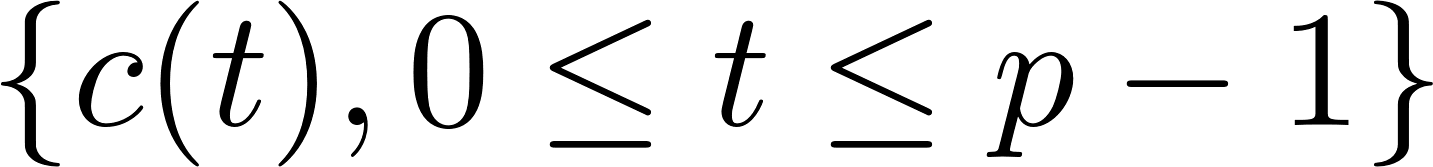 {c(t), 0 ≤ t ≤ p − 1}